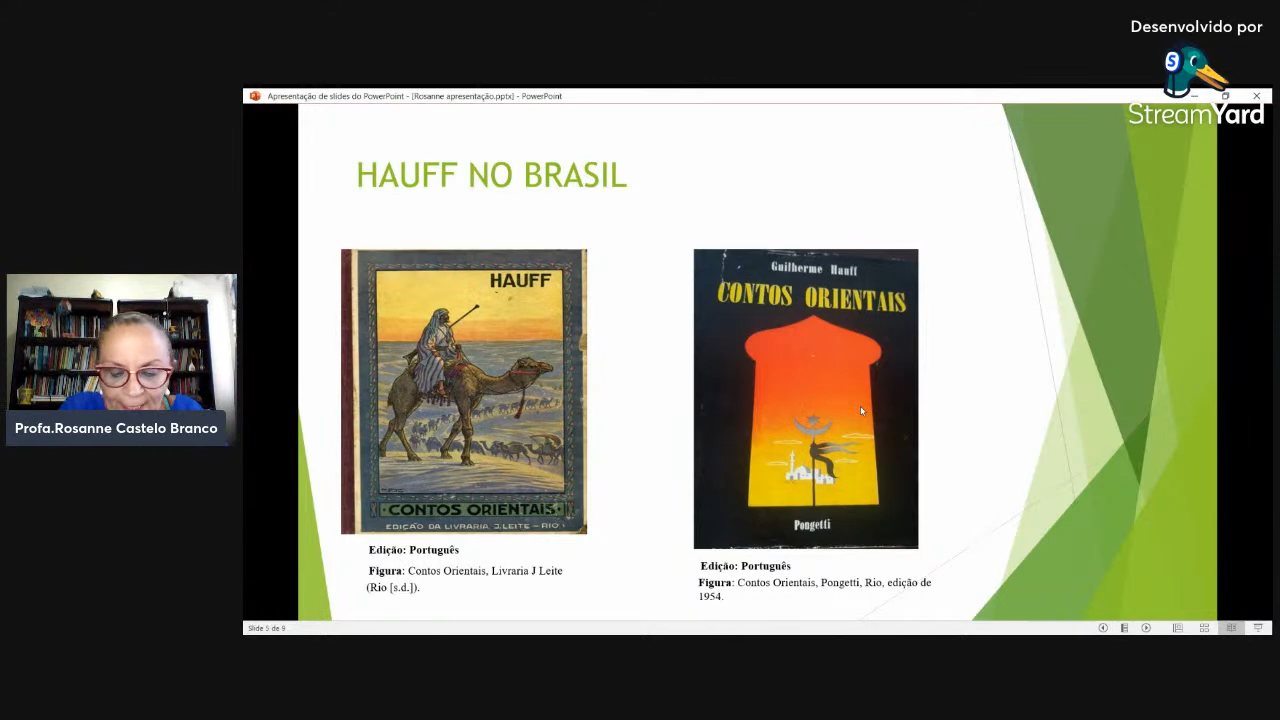 Desenvolvido por
S
StreamYard
Apresentação de slides do PowerPoint - [Rosanne apresentação.pptx] - PowerPoint
HAUFF NO BRASIL
HAUFF
CONTOS ORIENTAIS
EDIÇÃO DA LIVRARIA J.LEITE – RIO
Guilherme Hauff
CONTOS ORIENTAIS
Pongetti
Edição: Português
Figura: Contos Orientais, Livraria J Leite
(Rio [s.d.]).
Edição: Português
Figura: Contos Orientais, Pongetti, Rio, edição de
1954.
Profa.Rosanne Castelo Branco
Slide 5 de 9